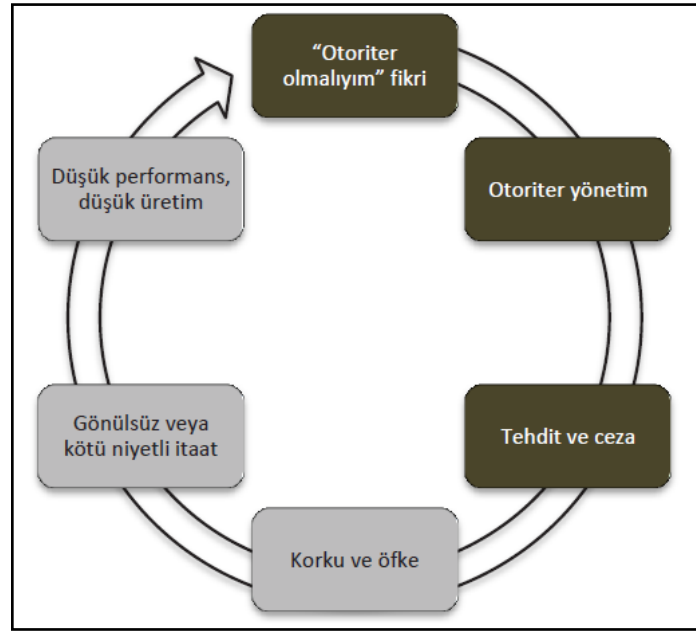 “Otoriter
olmalıyım” fikri
Otoriter yönetim
Tehdit ve ceza
Korku ve öfke
Gönülsüz veya
kötü niyetli itaat
Düşük performans,
düşük üretim